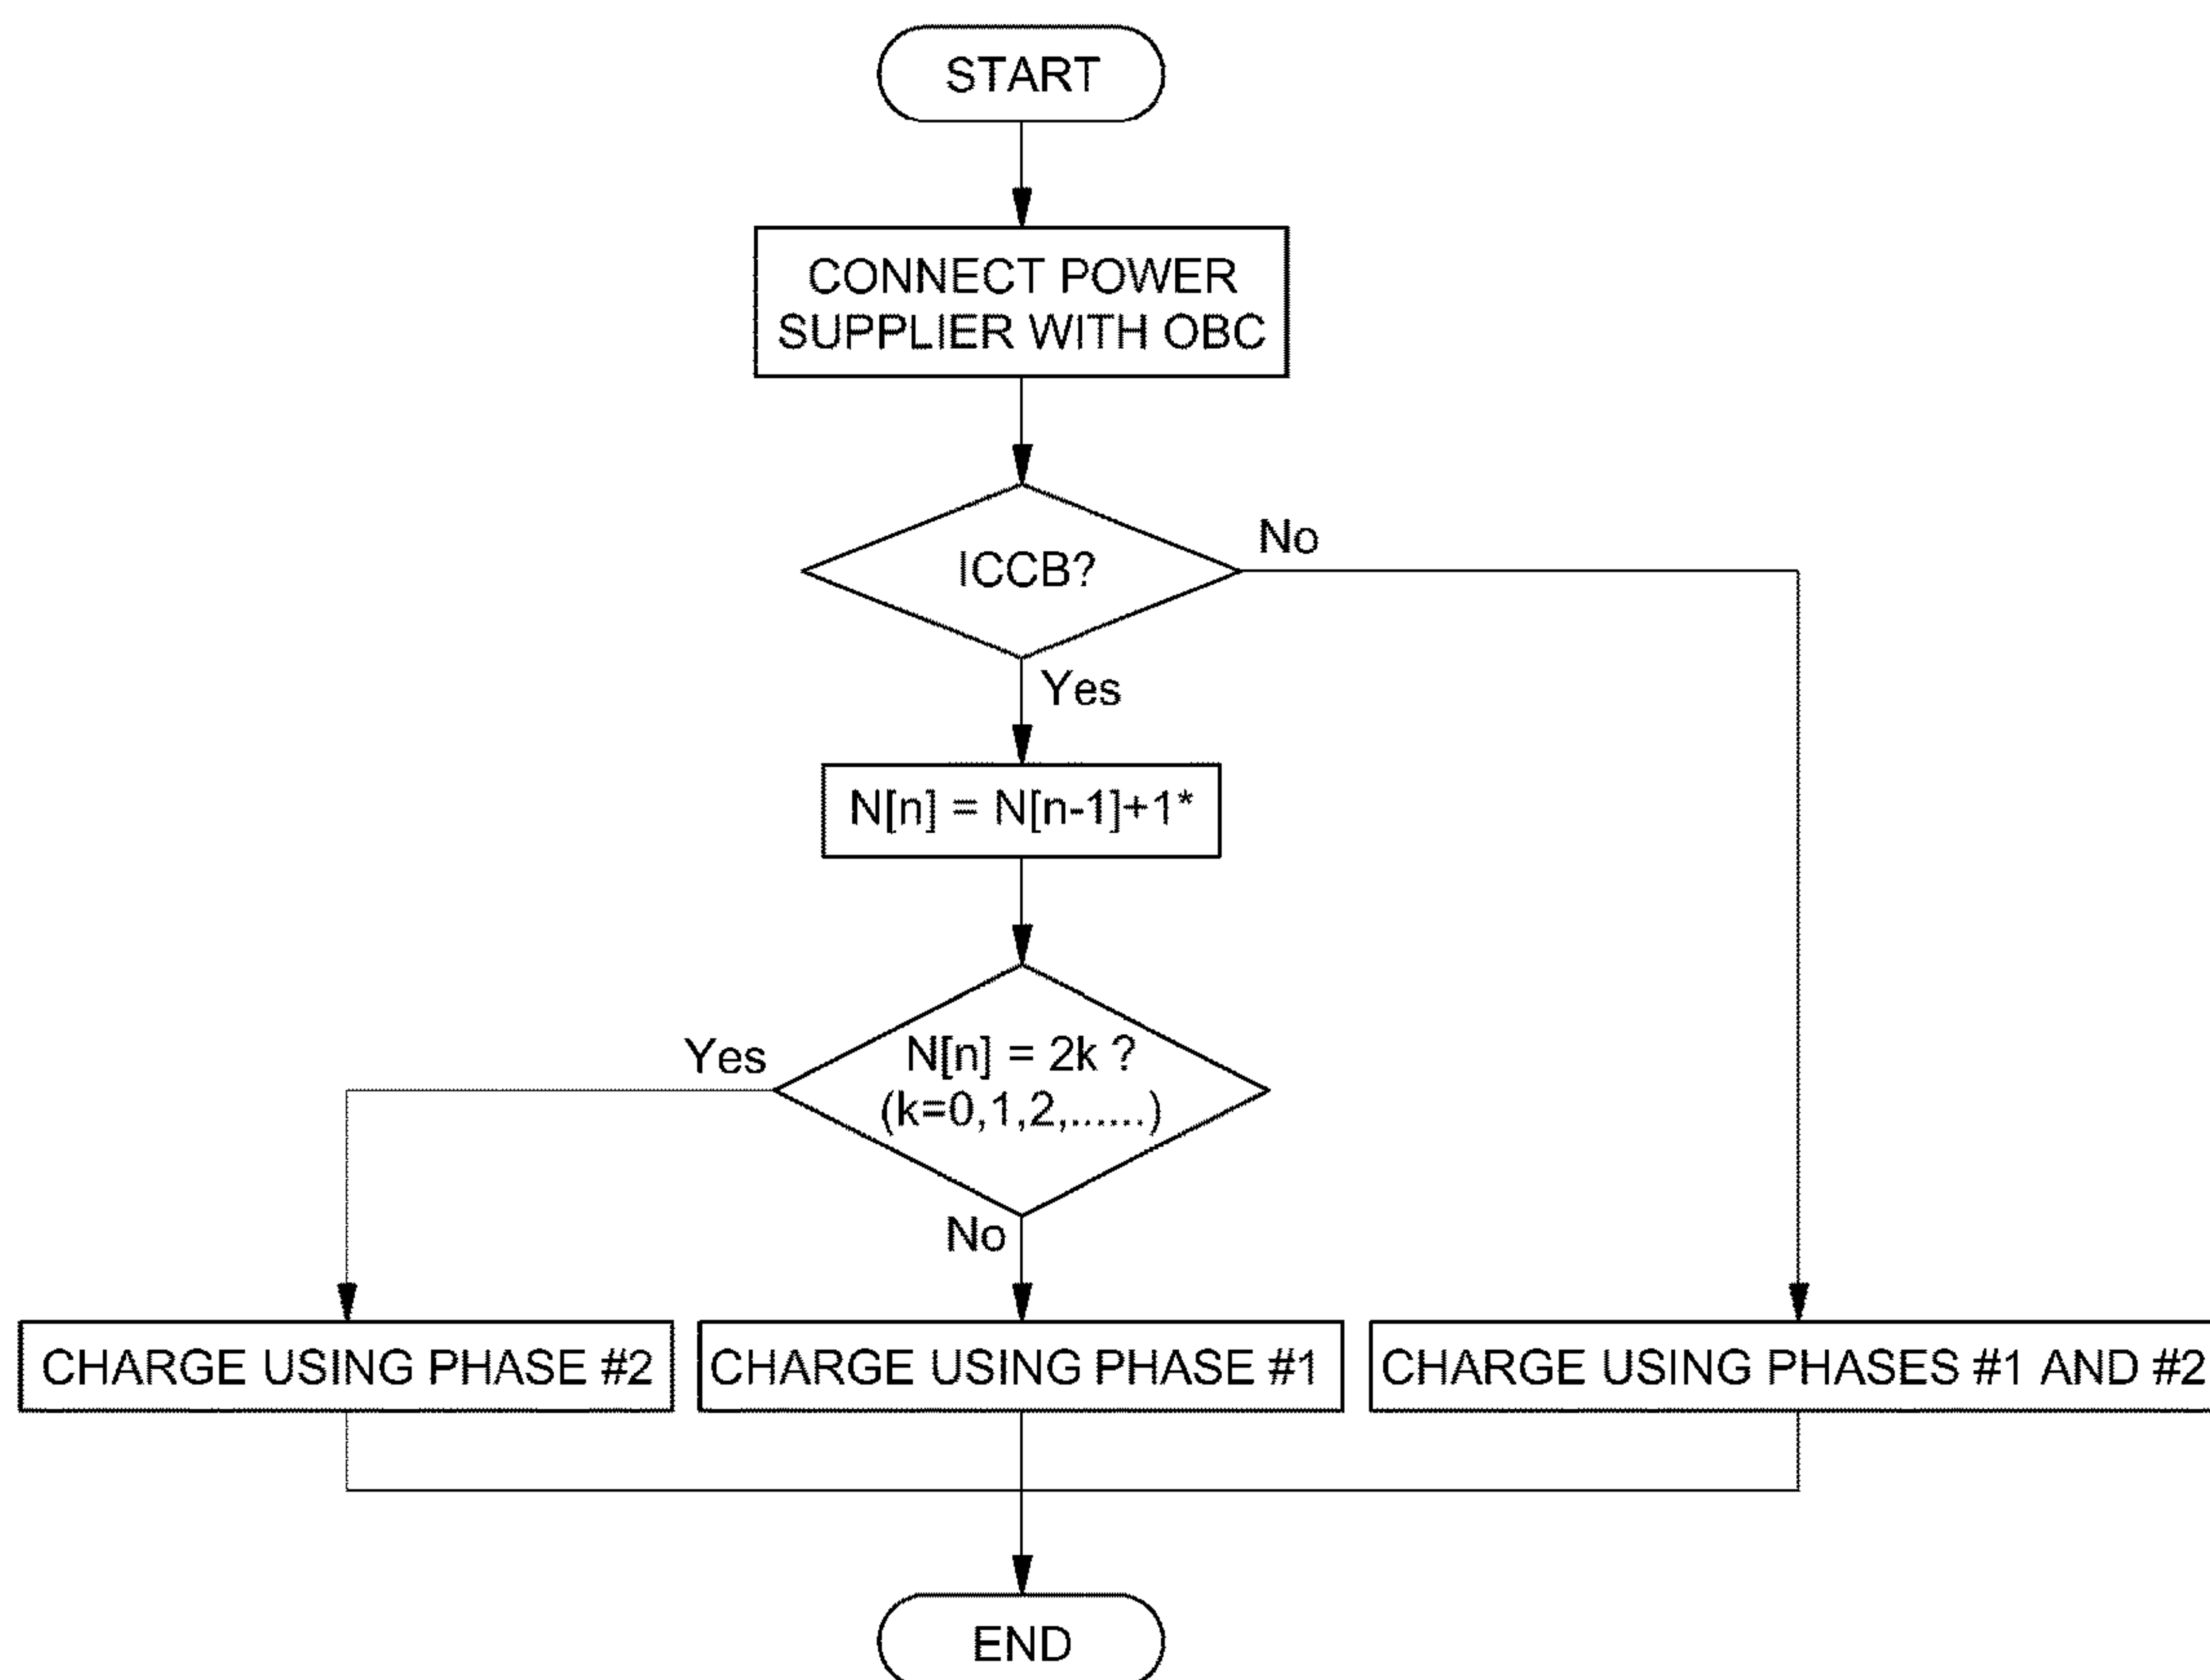 START
CONNECT POWER
SUPPLIER WITH OBC
ICCB?
No
Yes
N[n] = N[n-1]+1*
Yes
N[n] = 2k ?
(k=0,1,2,......)
No
CHARGE USING PHASE #2
CHARGE USING PHASE #1
CHARGE USING PHASES #1 AND #2
END